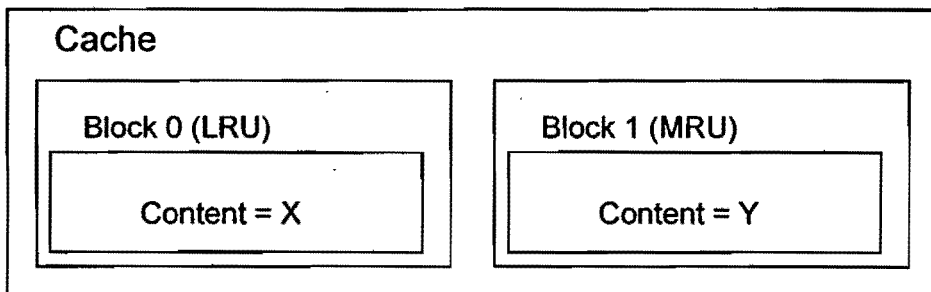 Cache
Block 0 (LRU)
Block 1 (MRU)
Content = X
Content = Y